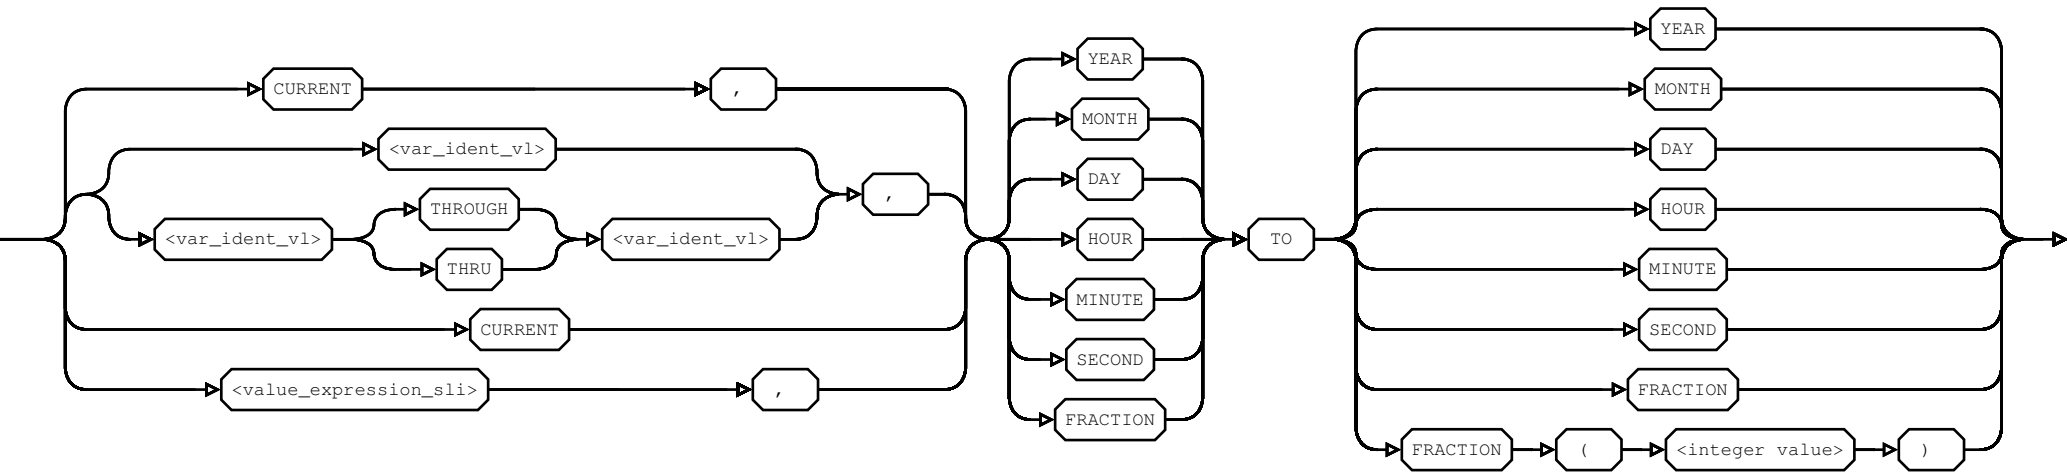 CURRENT ,
<var_ident_vl>
<var_ident_vl> THROUGH THRU <var_ident_vl> ,
CURRENT
<value_expression_sli> ,
YEAR
MONTH
DAY
HOUR
MINUTE
SECOND
FRACTION
TO
YEAR
MONTH
DAY
HOUR
MINUTE
SECOND
FRACTION
FRACTION ( <integer value> )